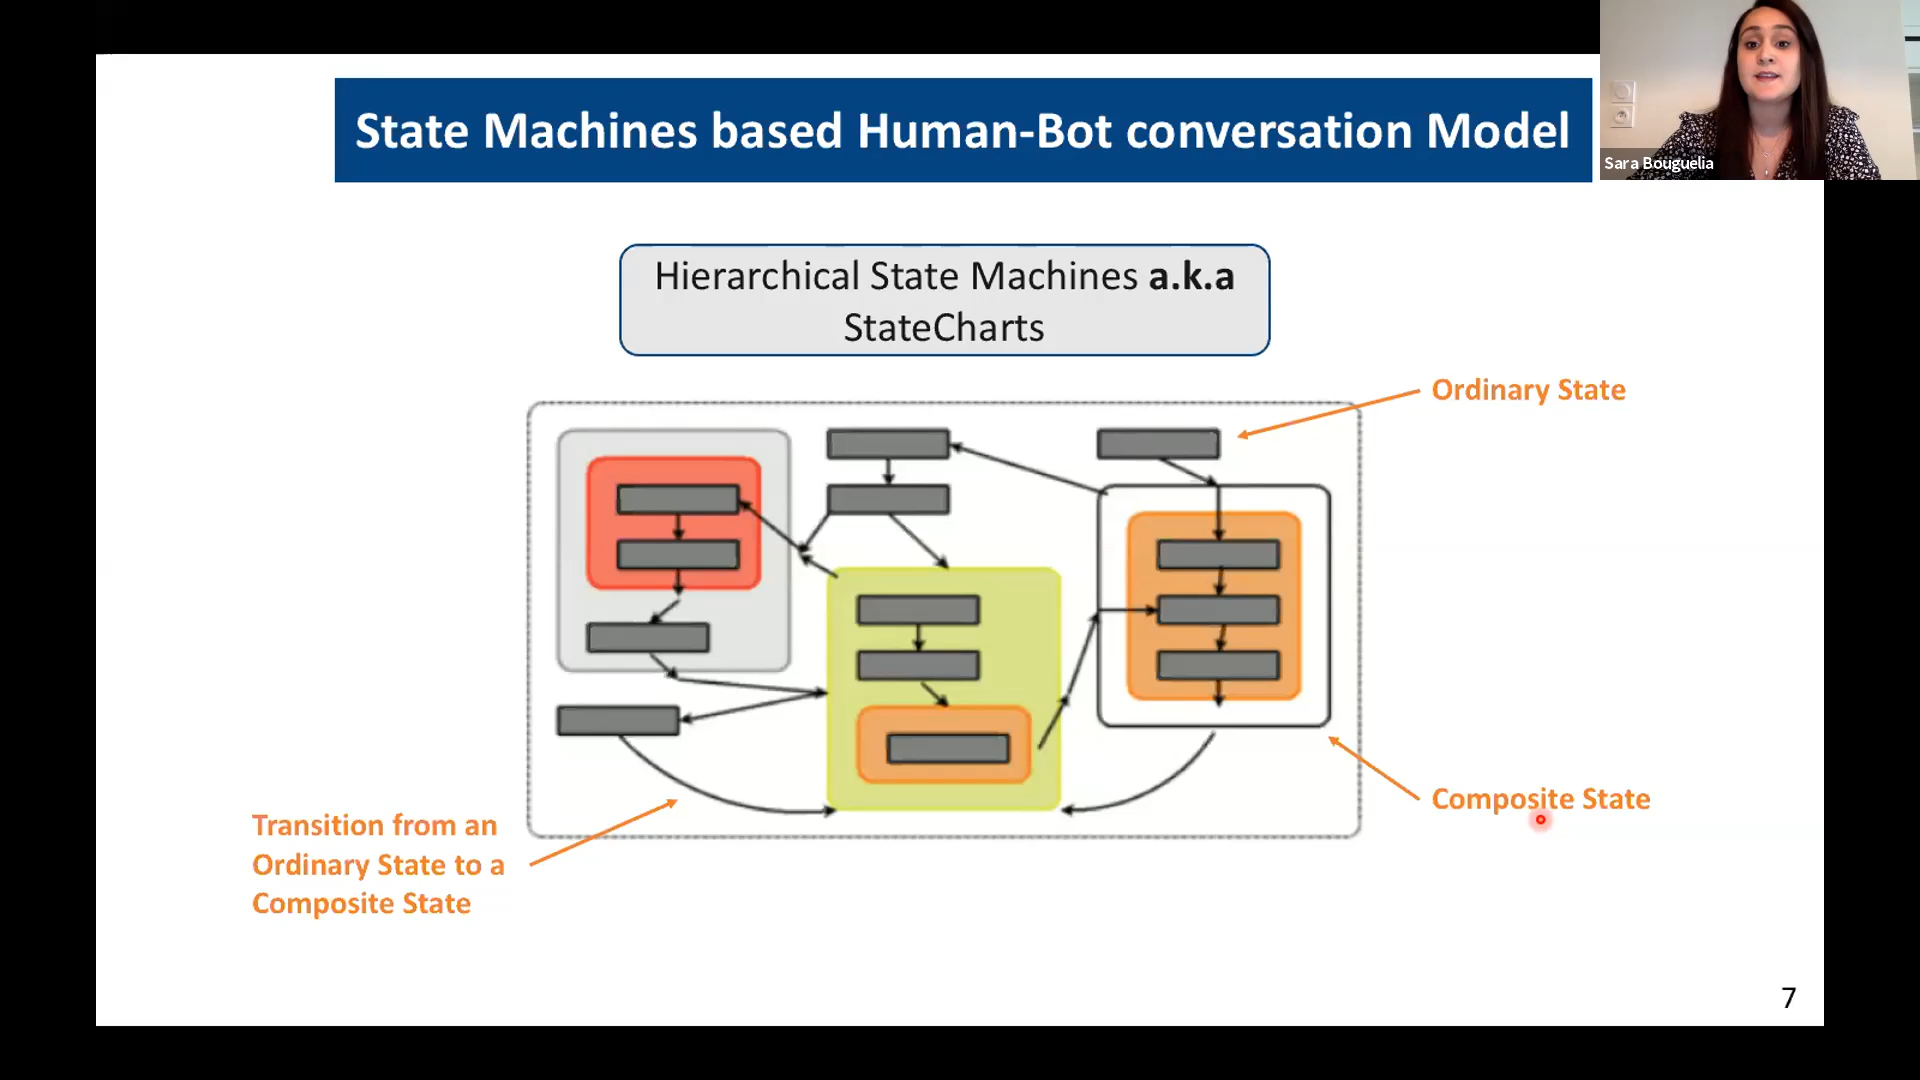 State Machines based Human-Bot conversation Model
Sara Bouguelia
Hierarchical State Machines a.k.a
StateCharts
Ordinary State
Composite State
Transition from an
Ordinary State to a
Composite State
7